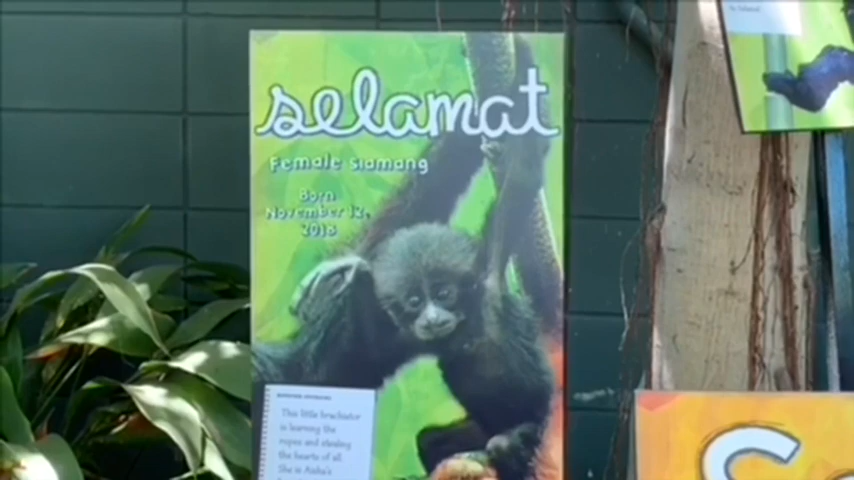 selamat
Female Siamang
Born
November 12,
2018
This little brachiator
is learning the
ropes and stealing
the hearts of all.
She is Aisha's